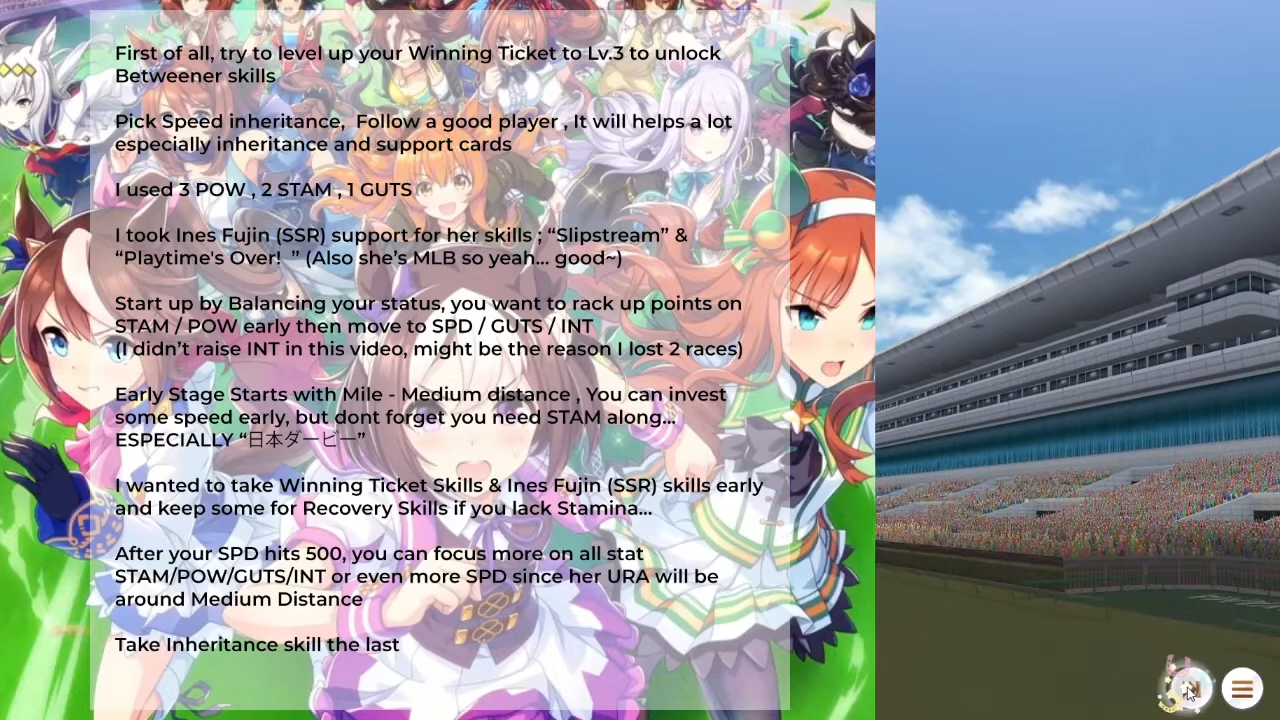 First of all, try to level up your Winning Ticket to Lv.3 to unlock
Betweener skills
Pick Speed inheritance,  Follow a good player , It will helps a lot
especially inheritance and support cards
I used 3 POW , 2 STAM , 1 GUTS
I took Ines Fujin (SSR) support for her skills ; “Slipstream” &
“Playtime's Over!  ” (Also she’s MLB so yeah... good~)
Start up by Balancing your status, you want to rack up points on
STAM / POW early then move to SPD / GUTS / INT
(I didn’t raise INT in this video, might be the reason I lost 2 races)
Early Stage Starts with Mile - Medium distance , You can invest
some speed early, but dont forget you need STAM along...
ESPECIALLY “日本ダービー”
I wanted to take Winning Ticket Skills & Ines Fujin (SSR) skills early
and keep some for Recovery Skills if you lack Stamina...
After your SPD hits 500, you can focus more on all stat
STAM/POW/GUTS/INT or even more SPD since her URA will be
around Medium Distance
Take Inheritance skill the last